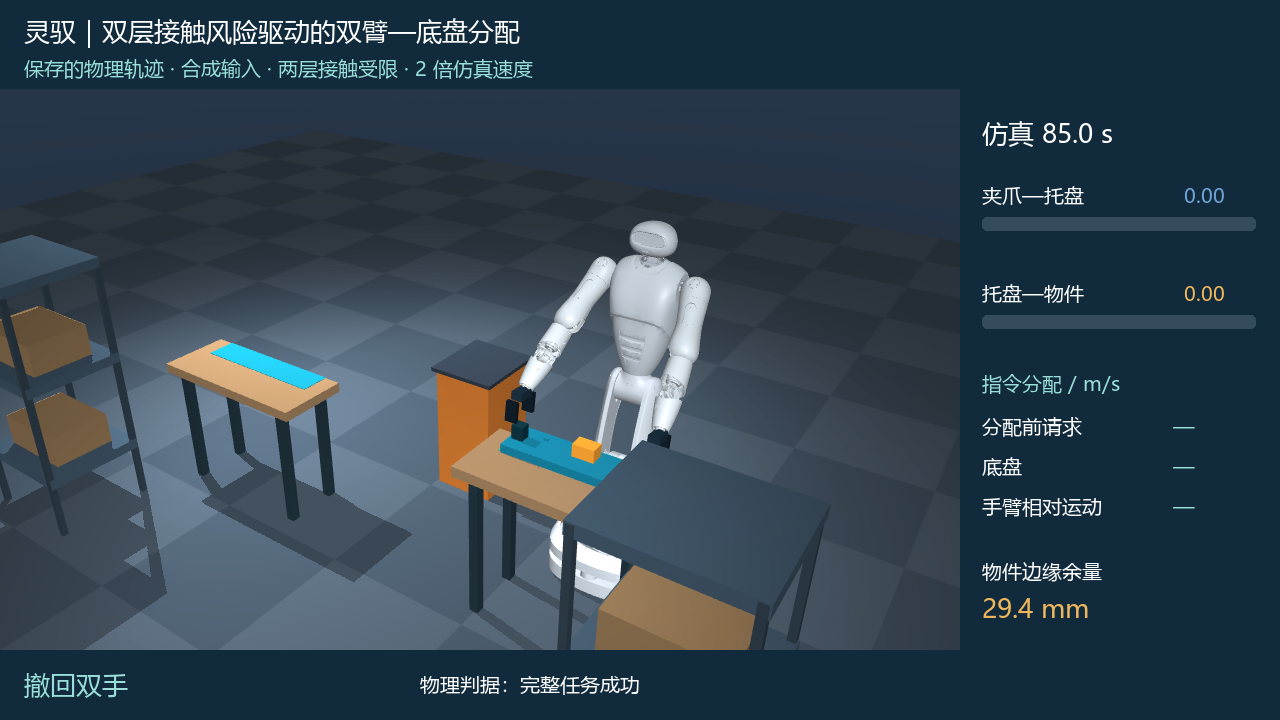 灵驭｜双层接触风险驱动的双臂—底盘分配
保存的物理轨迹 · 合成输入 · 两层接触受限 · 2 倍仿真速度
仿真 85.0 s
夹爪—托盘 0.00
托盘—物件 0.00
指令分配 / m/s
分配前请求 —
底盘 —
手臂相对运动 —
物件边缘余量
29.4 mm
撤回双手
物理判据：完整任务成功